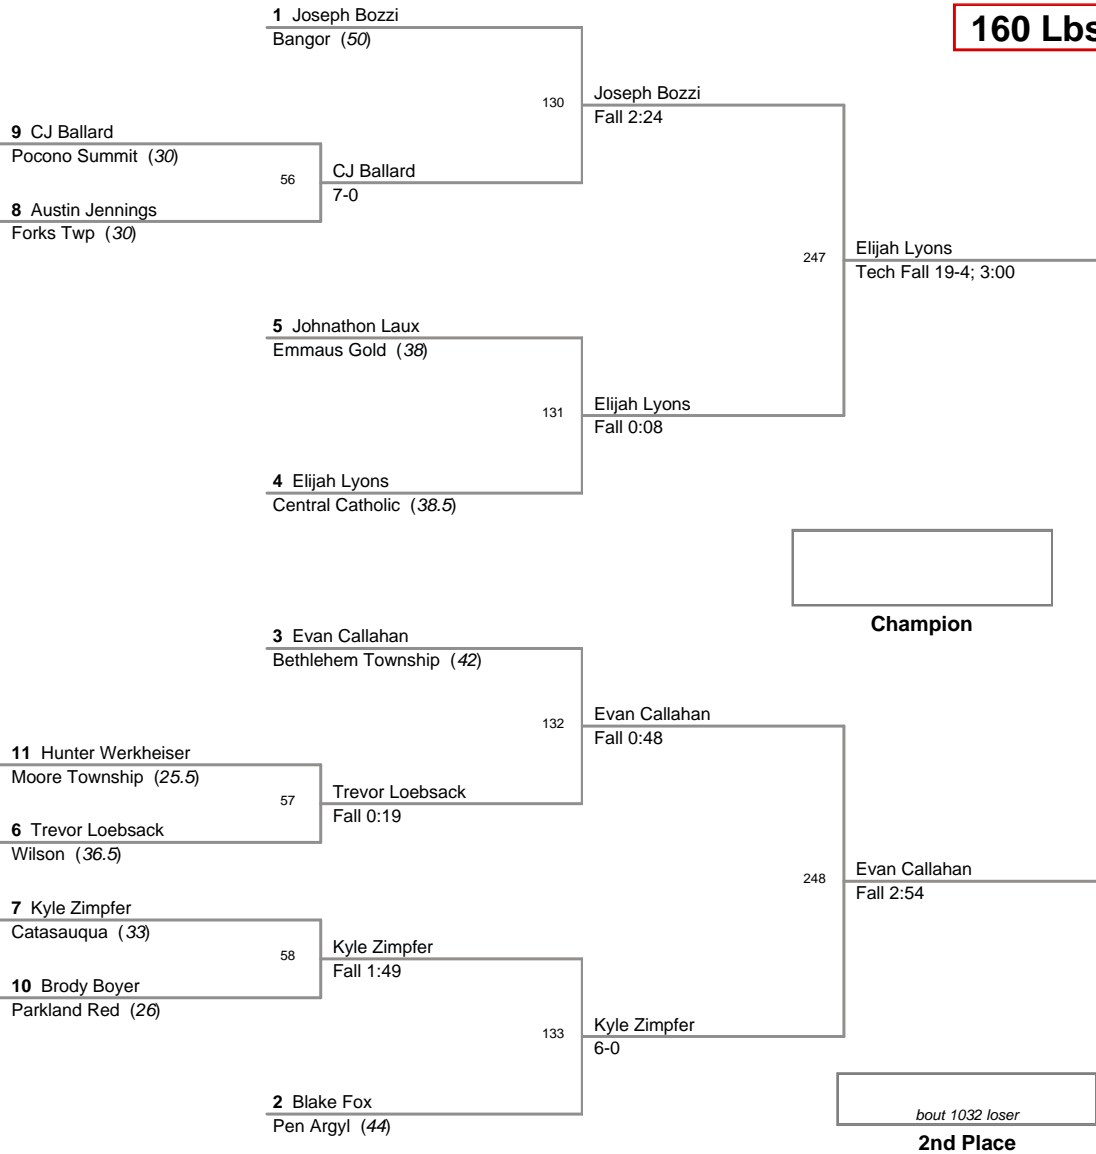 160 Lbs
1 Joseph Bozzi
Bangor (50)
130
Joseph Bozzi
Fall 2:24
9 CJ Ballard
Pocono Summit (30)
56
CJ Ballard
7-0
8 Austin Jennings
Forks Twp (30)
247
Elijah Lyons
Tech Fall 19-4; 3:00
5 Johnathon Laux
Emmaus Gold (38)
131
Elijah Lyons
Fall 0:08
4 Elijah Lyons
Central Catholic (38.5)
Champion
3 Evan Callahan
Bethlehem Township (42)
132
Evan Callahan
Fall 0:48
11 Hunter Werkheiser
Moore Township (25.5)
57
Trevor Loebsack
Fall 0:19
6 Trevor Loebsack
Wilson (36.5)
248
Evan Callahan
Fall 2:54
7 Kyle Zimpfer
Catasauqua (33)
58
Kyle Zimpfer
Fall 1:49
10 Brody Boyer
Parkland Red (26)
133
Kyle Zimpfer
6-0
2 Blake Fox
Pen Argyl (44)
bout 1032 loser
2nd Place